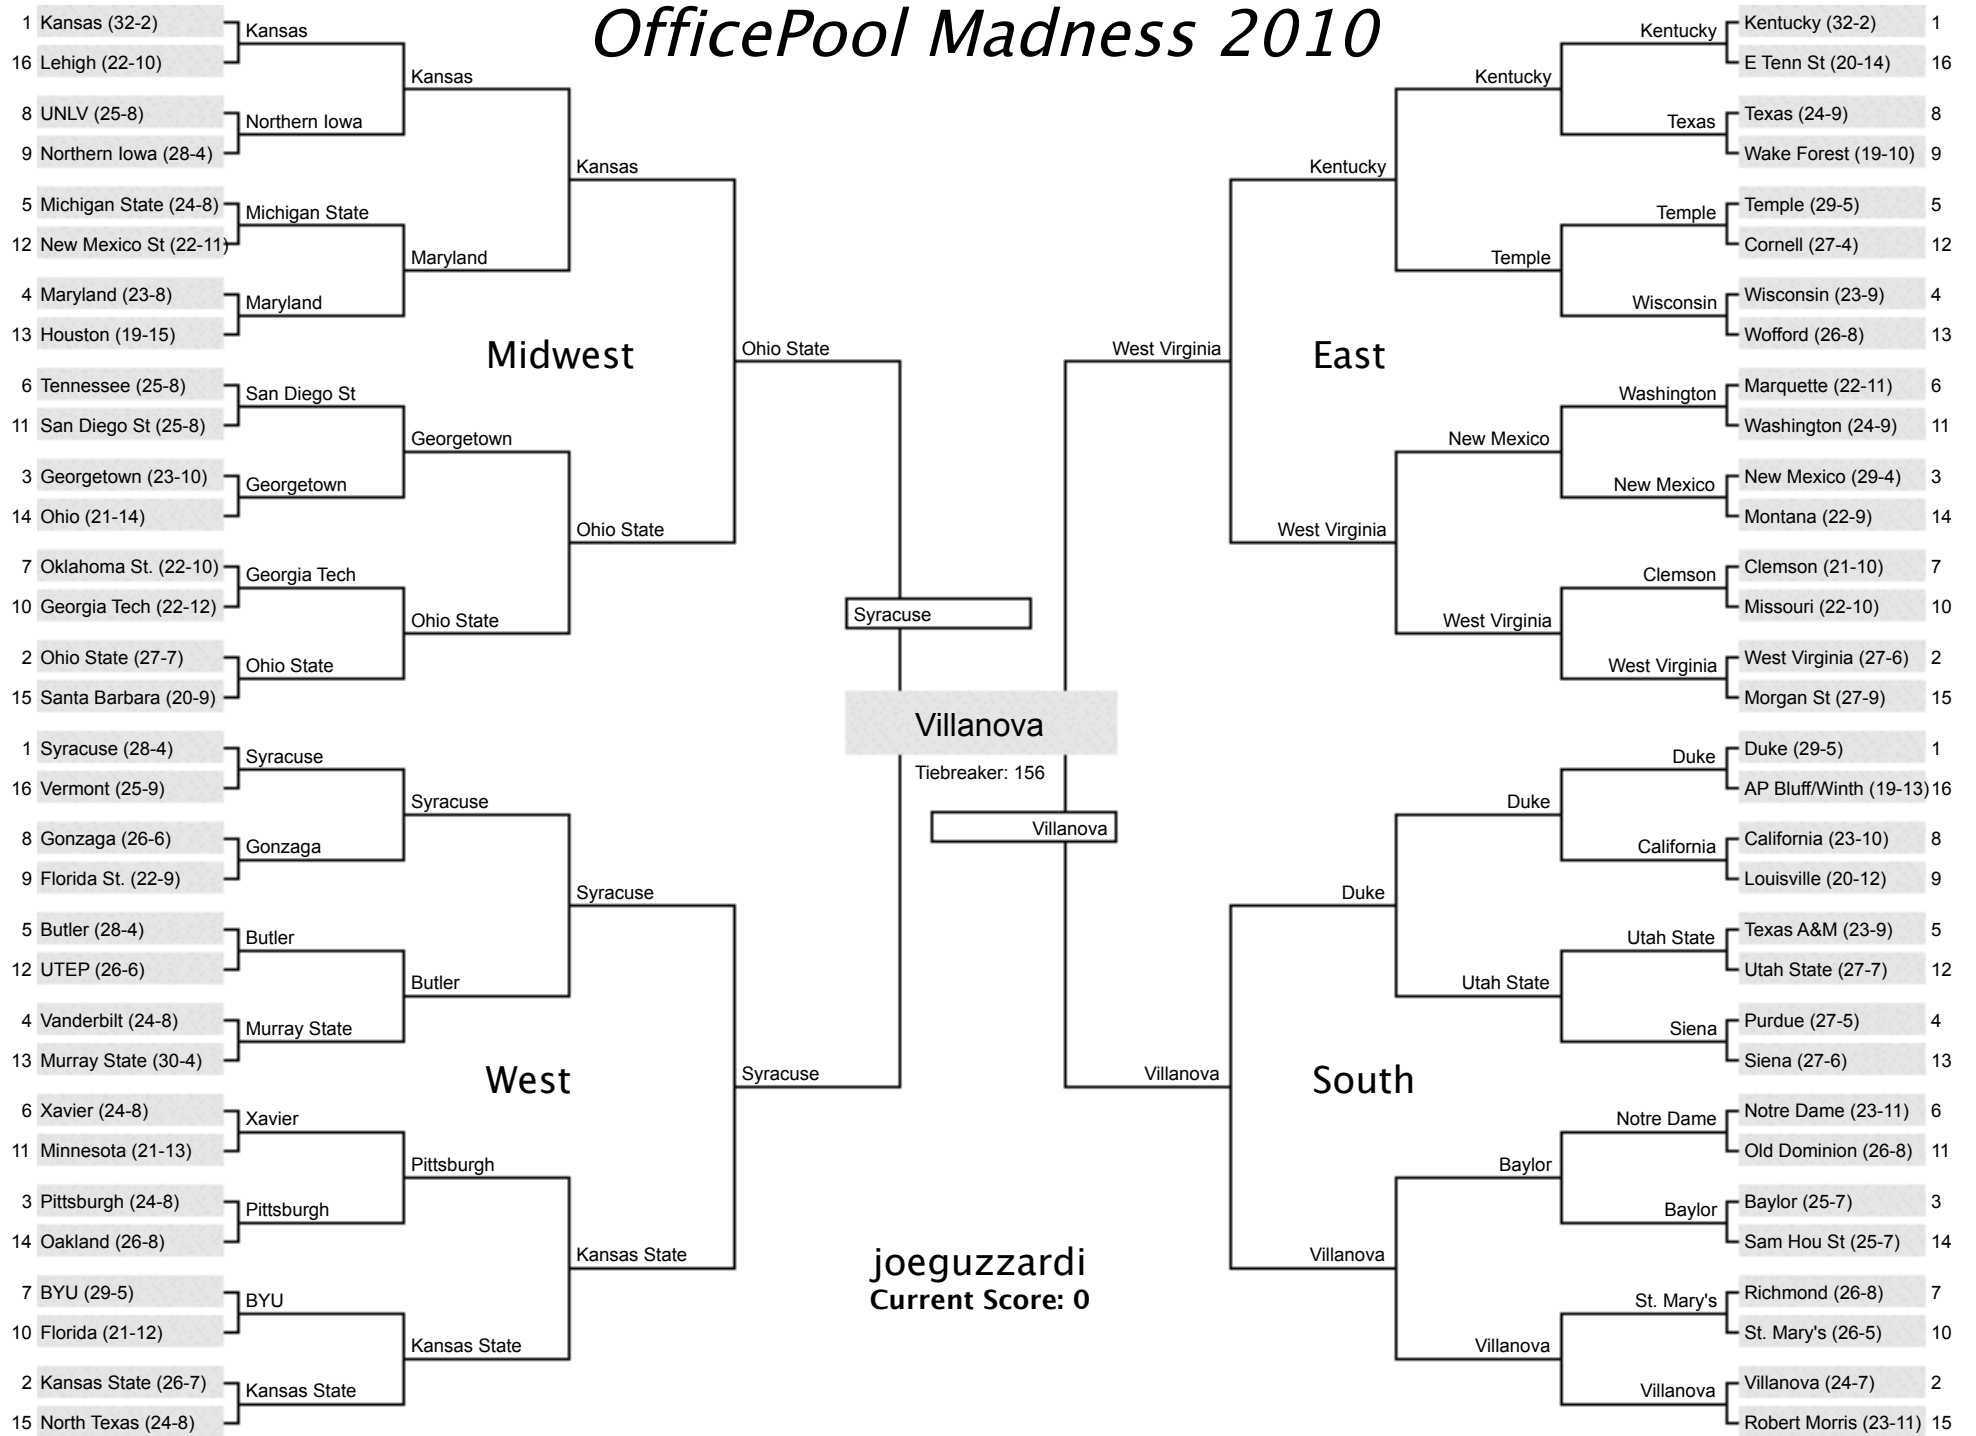 OfficePool Madness 2010
1 Kansas (32-2)
16 Lehigh (22-10)
8 UNLV (25-8)
9 Northern Iowa (28-4)
5 Michigan State (24-8)
12 New Mexico St (22-11)
4 Maryland (23-8)
13 Houston (19-15)
6 Tennessee (25-8)
11 San Diego St (25-8)
3 Georgetown (23-10)
14 Ohio (21-14)
7 Oklahoma St. (22-10)
10 Georgia Tech (22-12)
2 Ohio State (27-7)
15 Santa Barbara (20-9)
Kansas
Northern Iowa
Michigan State
Maryland
San Diego St
Georgetown
Georgia Tech
Ohio State
Kansas
Maryland
Georgetown
Ohio State
Kansas
Ohio State
Midwest
Ohio State
1 Syracuse (28-4)
16 Vermont (25-9)
8 Gonzaga (26-6)
9 Florida St. (22-9)
5 Butler (28-4)
12 UTEP (26-6)
4 Vanderbilt (24-8)
13 Murray State (30-4)
6 Xavier (24-8)
11 Minnesota (21-13)
3 Pittsburgh (24-8)
14 Oakland (26-8)
7 BYU (29-5)
10 Florida (21-12)
2 Kansas State (26-7)
15 North Texas (24-8)
Syracuse
Gonzaga
Butler
Murray State
Xavier
Pittsburgh
BYU
Kansas State
Syracuse
Butler
Pittsburgh
Kansas State
Syracuse
Kansas State
West
Syracuse
Syracuse
Villanova
Tiebreaker: 156
Villanova
joeguzzardi
Current Score: 0
West Virginia
East
Kentucky
West Virginia
Kentucky
Temple
New Mexico
West Virginia
Kentucky
Texas
Temple
Wisconsin
Washington
New Mexico
Clemson
West Virginia
Kentucky (32-2) 1
E Tenn St (20-14) 16
Texas (24-9) 8
Wake Forest (19-10) 9
Temple (29-5) 5
Cornell (27-4) 12
Wisconsin (23-9) 4
Wofford (26-8) 13
Marquette (22-11) 6
Washington (24-9) 11
New Mexico (29-4) 3
Montana (22-9) 14
Clemson (21-10) 7
Missouri (22-10) 10
West Virginia (27-6) 2
Morgan St (27-9) 15
Villanova
South
Duke
Villanova
Duke
Utah State
Baylor
Villanova
Duke
California
Utah State
Siena
Notre Dame
Baylor
St. Mary's
Villanova
Duke (29-5) 1
AP Bluff/Winth (19-13) 16
California (23-10) 8
Louisville (20-12) 9
Texas A&M (23-9) 5
Utah State (27-7) 12
Purdue (27-5) 4
Siena (27-6) 13
Notre Dame (23-11) 6
Old Dominion (26-8) 11
Baylor (25-7) 3
Sam Hou St (25-7) 14
Richmond (26-8) 7
St. Mary's (26-5) 10
Villanova (24-7) 2
Robert Morris (23-11) 15